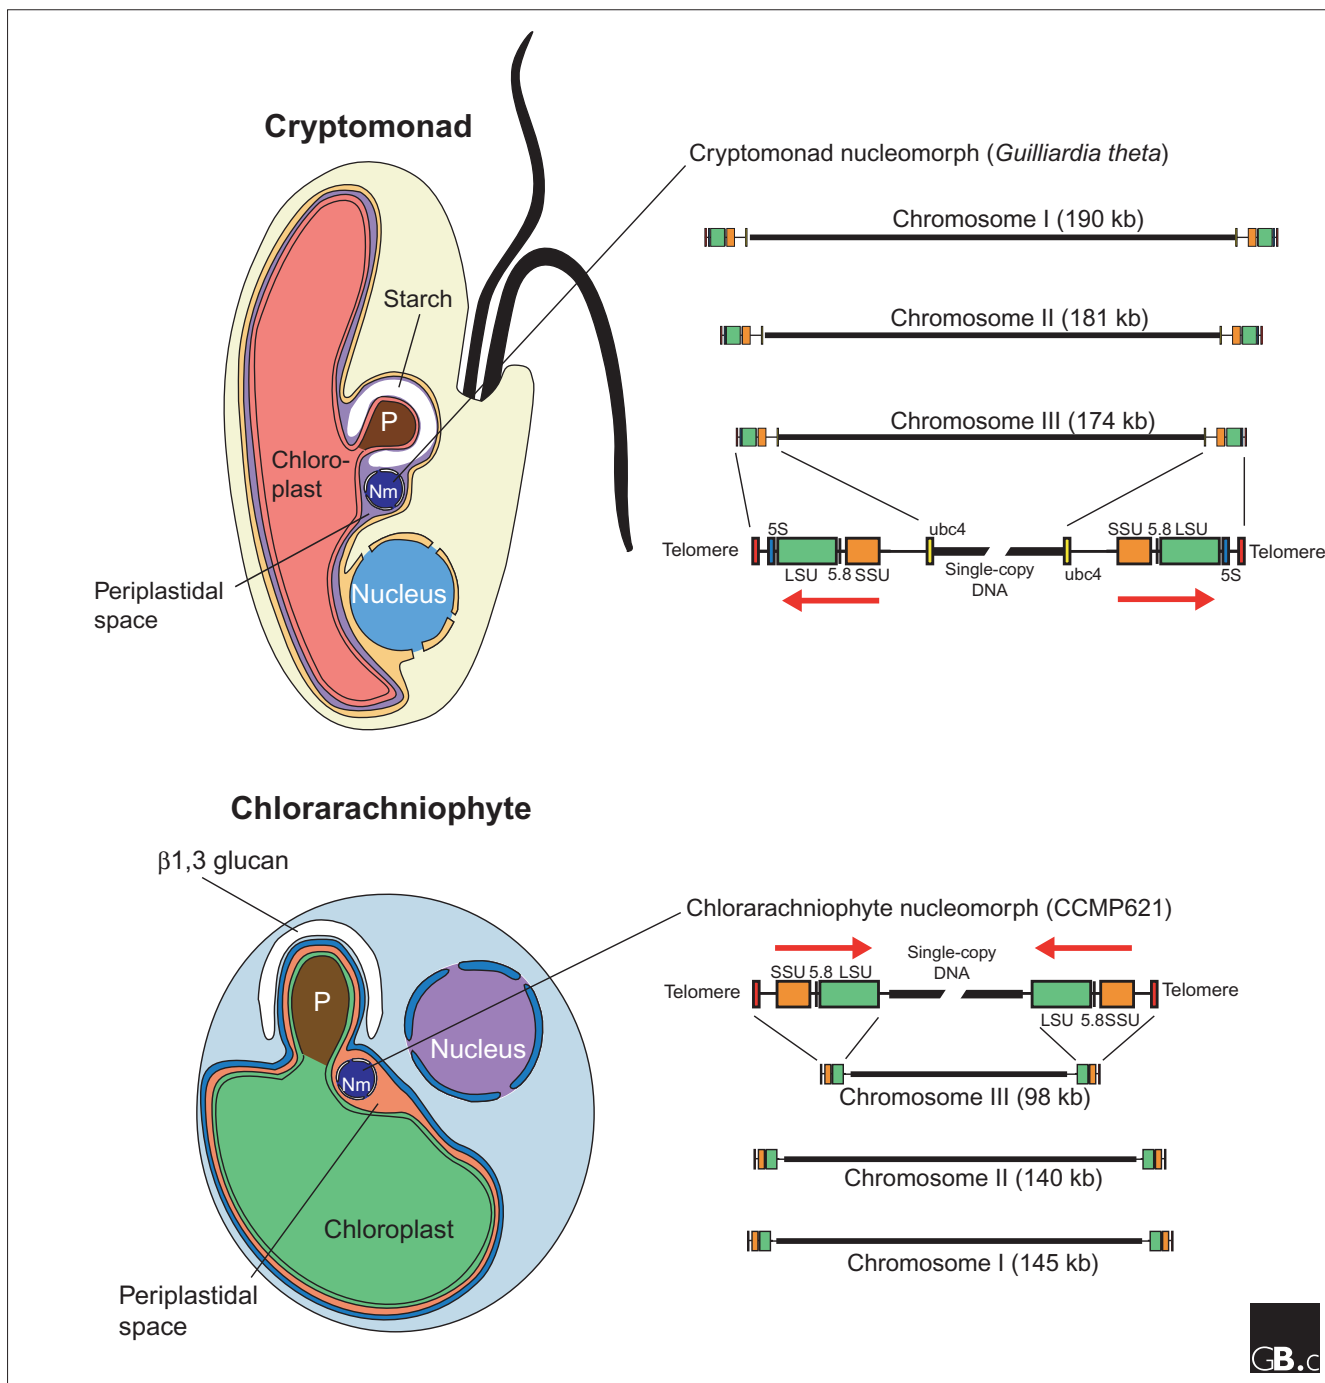 Cryptomonad
Cryptomonad nucleomorph (Guilliardia theta)
Chromosome I (190 kb)
Starch
Chromosome II (181 kb)
P
Chromosome III (174 kb)
Chloro-
plast
Nm
5S
ubc4
SSU 5.8 LSU
Telomere
Telomere
LSU 5.8 SSU
Single-copy
DNA
ubc4
5S
Periplastidal
space
Nucleus
Chlorarachniophyte
β1,3 glucan
Chlorarachniophyte nucleomorph (CCMP621)
SSU 5.8 LSU
Single-copy
DNA
Telomere
Telomere
LSU 5.8 SSU
P
Nucleus
Nm
Chromosome III (98 kb)
Chromosome II (140 kb)
Chloroplast
Chromosome I (145 kb)
Periplastidal
space
GB.c